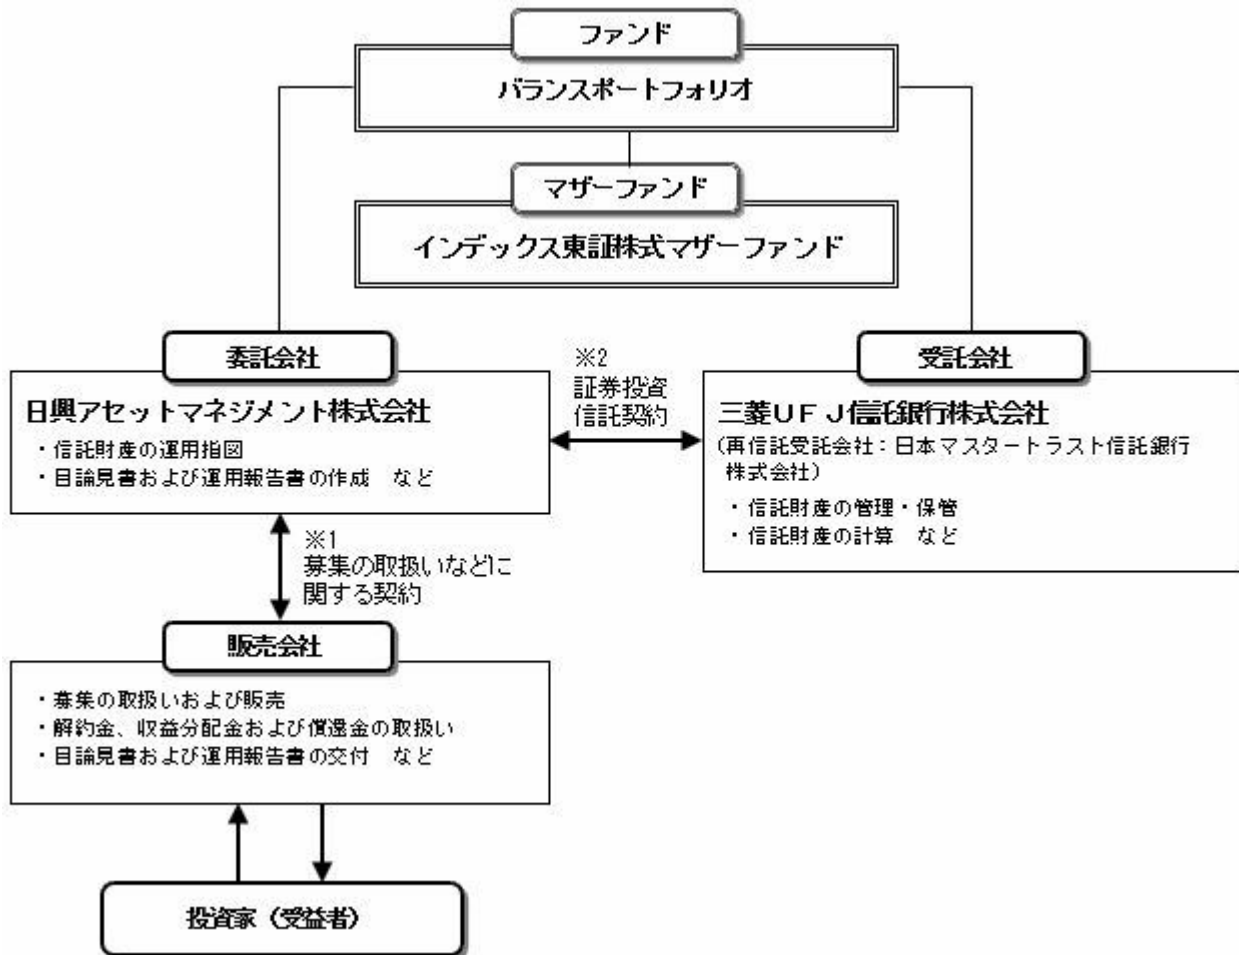 ファンド
バランスポートフォリオ
マザーファンド
インデックス東証株式マザーファンド
委託会社
日興アセットマネジメント株式会社
・信託財産の運用指図
・目論見書および運用報告書の作成　など
※2
証券投資
信託契約
受託会社
三菱UFJ信託銀行株式会社
(再信託受託会社：日本マスタートラスト信託銀行
株式会社)
・信託財産の管理・保管
・信託財産の計算　など
※1
募集の取扱いなどに
関する契約
販売会社
・募集の取扱いおよび販売
・解約金、収益分配金および償還金の取扱い
・目論見書および運用報告書の交付　など
投資家（受益者）